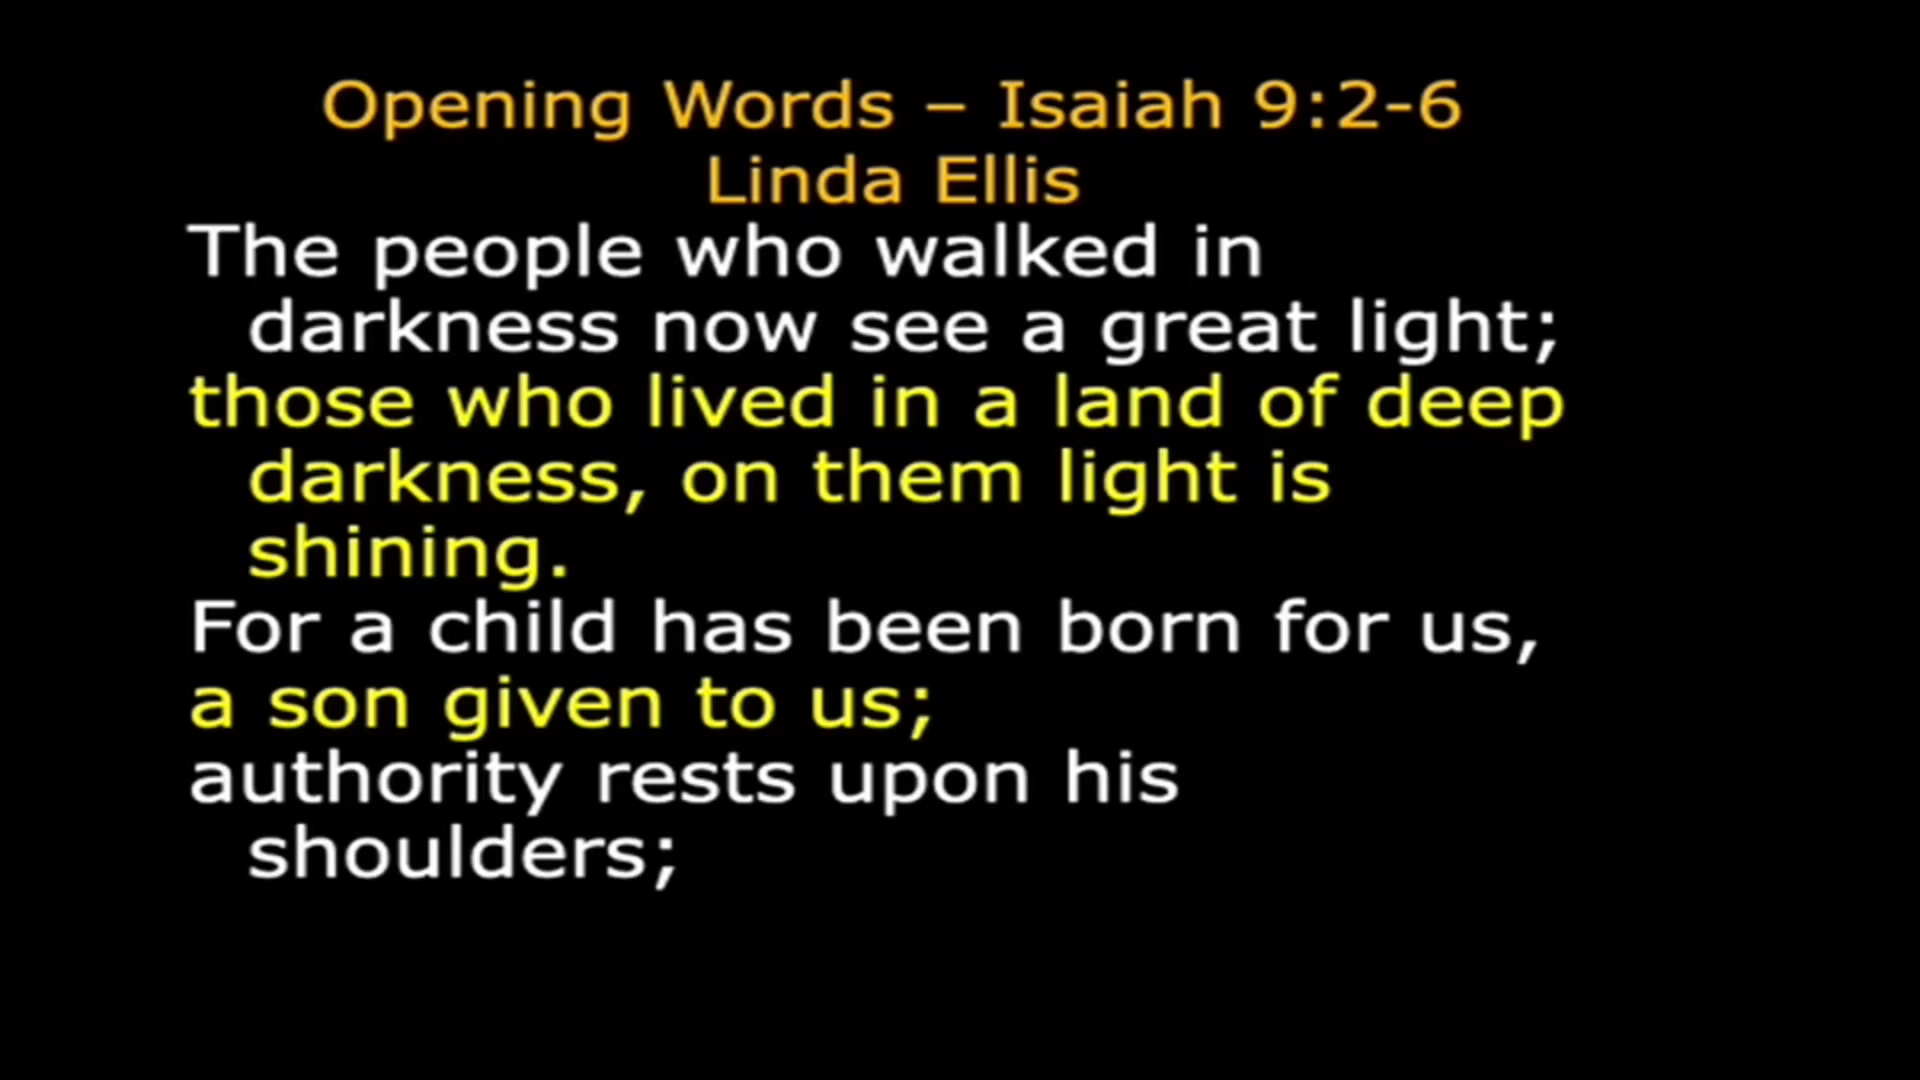 Opening Words – Isaiah 9:2-6
Linda Ellis
The people who walked in
darkness now see a great light;
those who lived in a land of deep
darkness, on them light is
shining.
For a child has been born for us,
a son given to us;
authority rests upon his
shoulders;